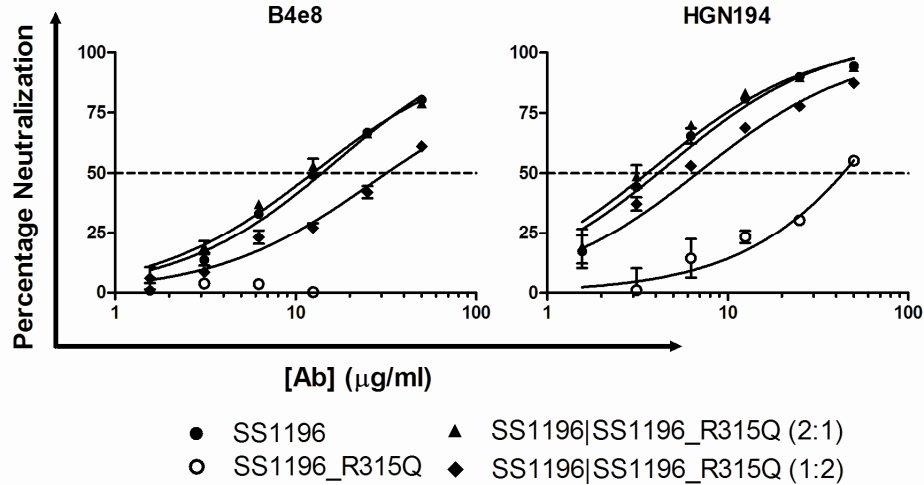 B4e8
HGN194
Percentage Neutralization
100
75
50
25
0
1
10
100
100
75
50
25
0
1
10
100
[Ab] (μg/ml)
SS1196
SS1196_R315Q
SS1196|SS1196_R315Q (2:1)
SS1196|SS1196_R315Q (1:2)